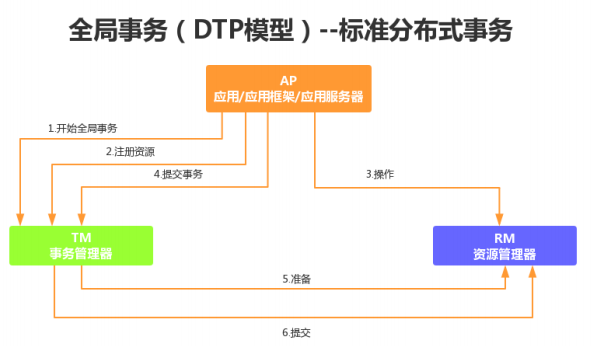 全局事务（DTP模型）--标准分布式事务
AP
应用/应用框架/应用服务器
1.开始全局事务
2.注册资源
4.提交事务
3.操作
TM
事务管理器
RM
资源管理器
5.准备
6.提交